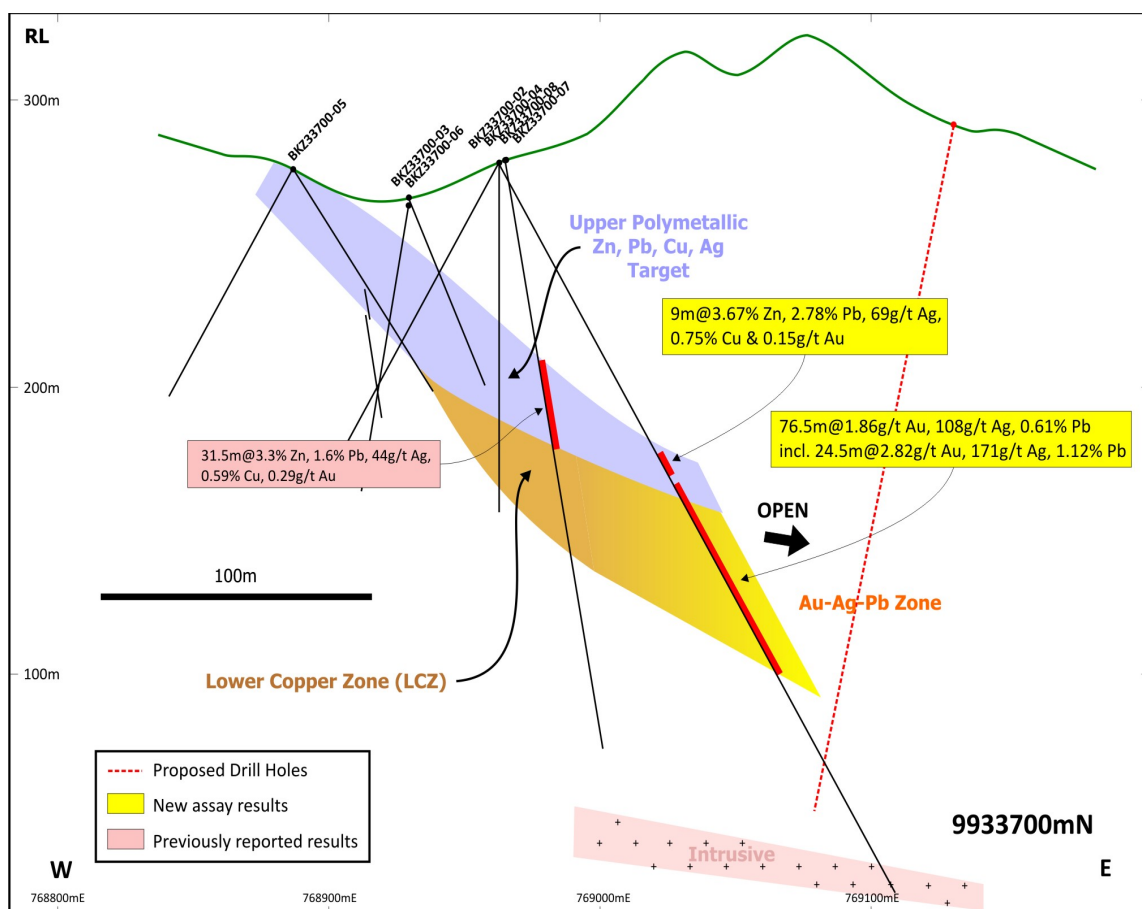 RL
300m
200m
100m
BKZ33700-05
BKZ33700-03
BKZ33700-06
BKZ33700-02
BKZ33700-04
BKZ33700-08
BKZ33700-07
Upper Polymetallic
Zn, Pb, Cu, Ag
Target
9m@3.67% Zn, 2.78% Pb, 69g/t Ag,
0.75% Cu & 0.15g/t Au
76.5m@1.86g/t Au, 108g/t Ag, 0.61% Pb
incl. 24.5m@2.82g/t Au, 171g/t Ag, 1.12% Pb
31.5m@3.3% Zn, 1.6% Pb, 44g/t Ag,
0.59% Cu, 0.29g/t Au
OPEN
100m
Au-Ag-Pb Zone
Lower Copper Zone (LCZ)
Proposed Drill Holes
New assay results
Previously reported results
9933700mN
Intrusive
W
E
768800mE
768900mE
769000mE
769100mE